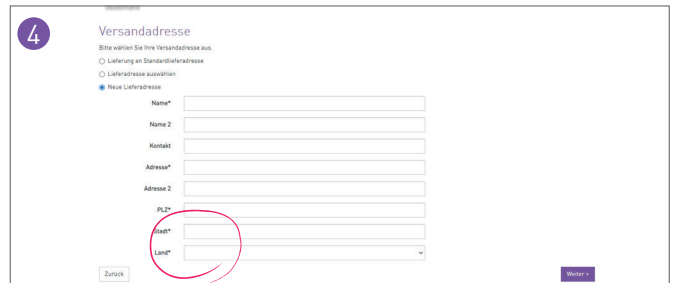 4
Versandadresse
Bitte wählen Sie Ihre Versandadresse aus.
Lieferung an Standardlieferadresse
Lieferadresse auswählen
Neue Lieferadresse
Name*
Name 2
Kontakt
Adresse*
Adresse 2
PLZ*
Stadt*
Land*
Zurück
Weiter »